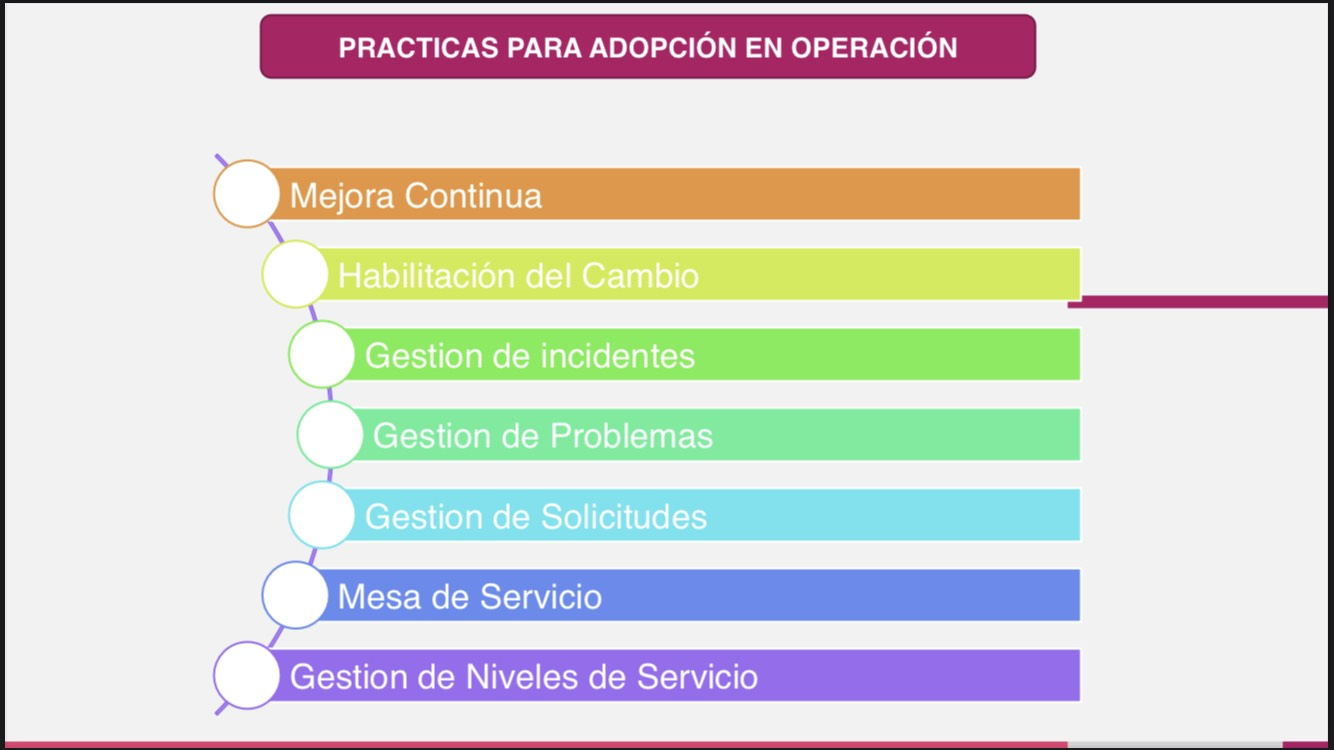 PRACTICAS PARA ADOPCIÓN EN OPERACIÓN
Mejora Continua
Habilitación del Cambio
Gestion de incidentes
Gestion de Problemas
Gestion de Solicitudes
Mesa de Servicio
Gestion de Niveles de Servicio